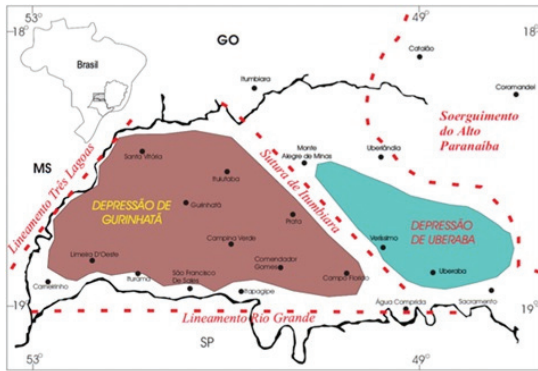 53°
49°
18°
18°
GO
Catalão
Brasil
Itumbiara
Coromandel
Soerguimento
do Alto
Paranaíba
MS
Lineamento Três Lagoas
Santa Vitória
Ituiutaba
Sutura de Itumbiara
Monte
Alegre de Minas
Uberlândia
DEPRESSÃO DE
GURINHATÃ
Gurinhatã
Prata
DEPRESSÃO
DE UBERABA
Campina Verde
Veríssimo
Limeira D'Oeste
Comendador
Gomes
Uberaba
Carneirinho
Iturama
São Francisco
De Sales
Itapagipe
Campo Florido
Sacramento
Água Comprida
19°
19°
Lineamento Rio Grande
SP
53°
49°